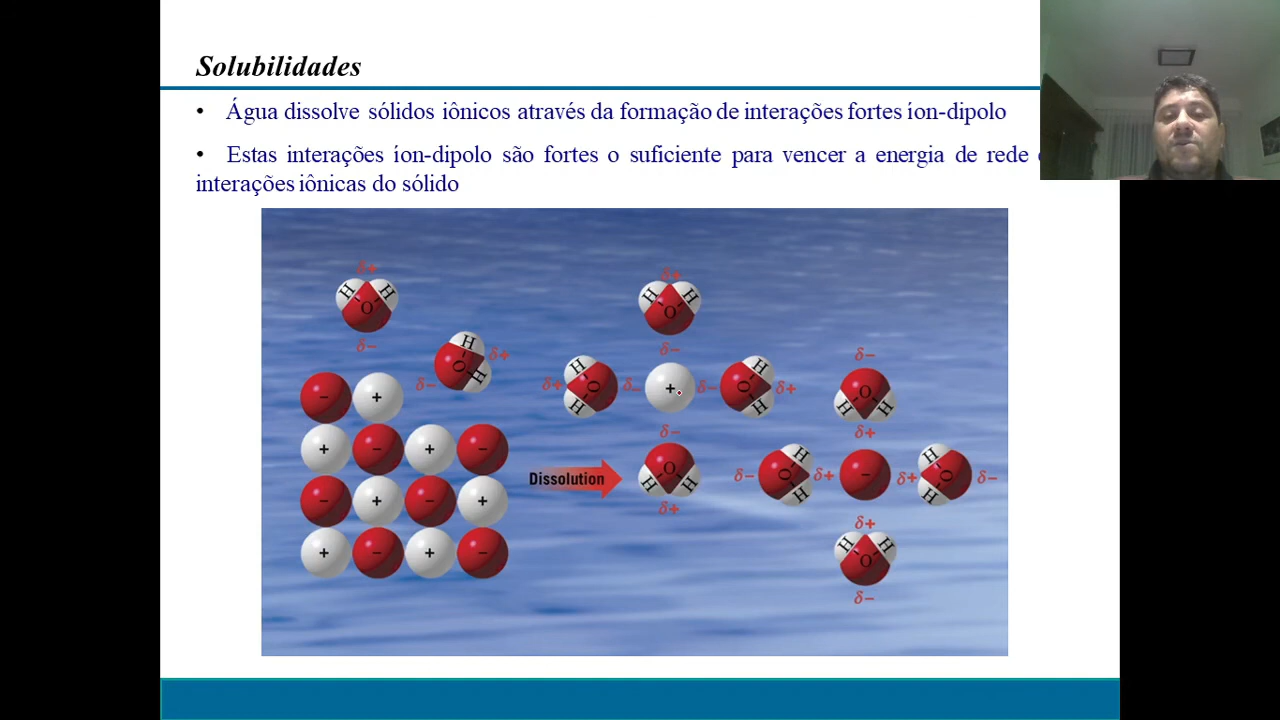 Solubilidades
• Água dissolve sólidos iônicos através da formação de interações fortes íon-dipolo
• Estas interações íon-dipolo são fortes o suficiente para vencer a energia de rede
interações iônicas do sólido
δ+
H H
O
δ-
H
O
H
δ+
δ-
- +
+ - + -
- + - +
+ - + -
Dissolution
δ+
H H
O
δ-
δ+
H
O
H
δ-
+
δ-
H
O
H
δ+
δ-
O
H H
δ+
δ-
O
H H
δ+
δ-
H
O
H
δ+
-
δ+
H
O
H
δ-
δ+
H H
O
δ-